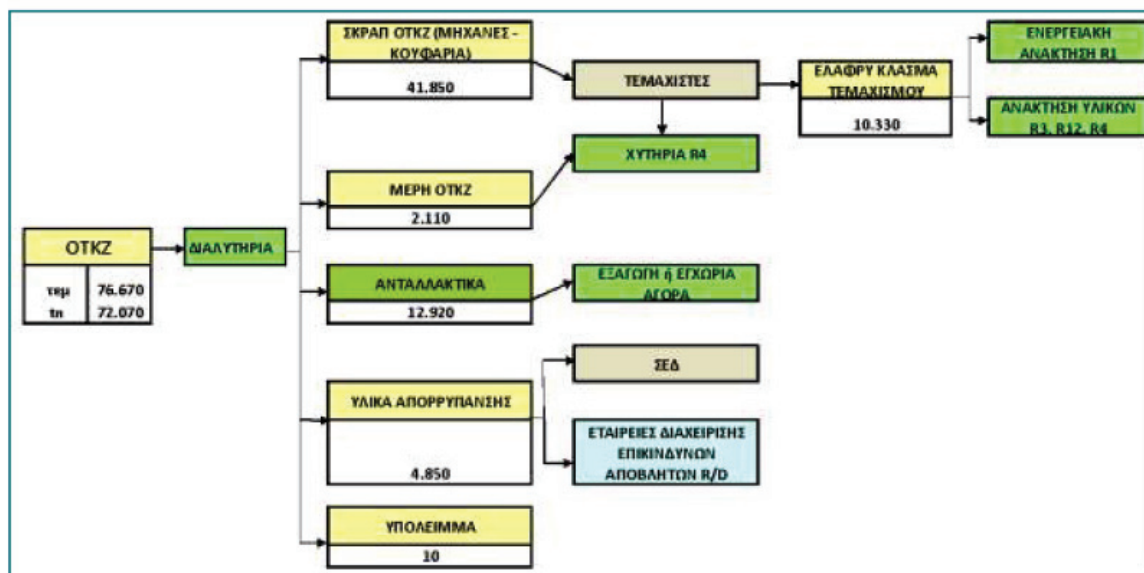 ΣΚΡΑΠ ΟΤΚΖ (ΜΗΧΑΝΕΣ -
ΚΟΥΦΑΡΙΑ)
41.850
ΤΕΜΑΧΙΣΤΕΣ
ΕΛΑΦΡΥ ΚΛΑΣΜΑ
ΤΕΜΑΧΙΣΜΟΥ
10.330
ΕΝΕΡΓΕΙΑΚΗ
ΑΝΑΚΤΗΣΗ R1
ΑΝΑΚΤΗΣΗ ΥΛΙΚΩΝ
R3, R12, R4
ΧΥΤΗΡΙΑ R4
ΜΕΡΗ ΟΤΚΖ
2.110
ΟΤΚΖ
τεμ 76.670
tn 72.070
ΔΙΑΛΥΤΗΡΙΑ
ΑΝΤΑΛΛΑΚΤΙΚΑ
12.920
ΕΞΑΓΩΓΗ ή ΕΓΧΩΡΙΑ
ΑΓΟΡΑ
ΣΕΔ
ΥΛΙΚΑ ΑΠΟΡΡΥΠΑΝΣΗΣ
4.850
ΕΤΑΙΡΕΙΕΣ ΔΙΑΧΕΙΡΙΣΗΣ
ΕΠΙΚΙΝΔΥΝΩΝ
ΑΠΟΒΛΗΤΩΝ R/D
ΥΠΟΛΕΙΜΜΑ
10